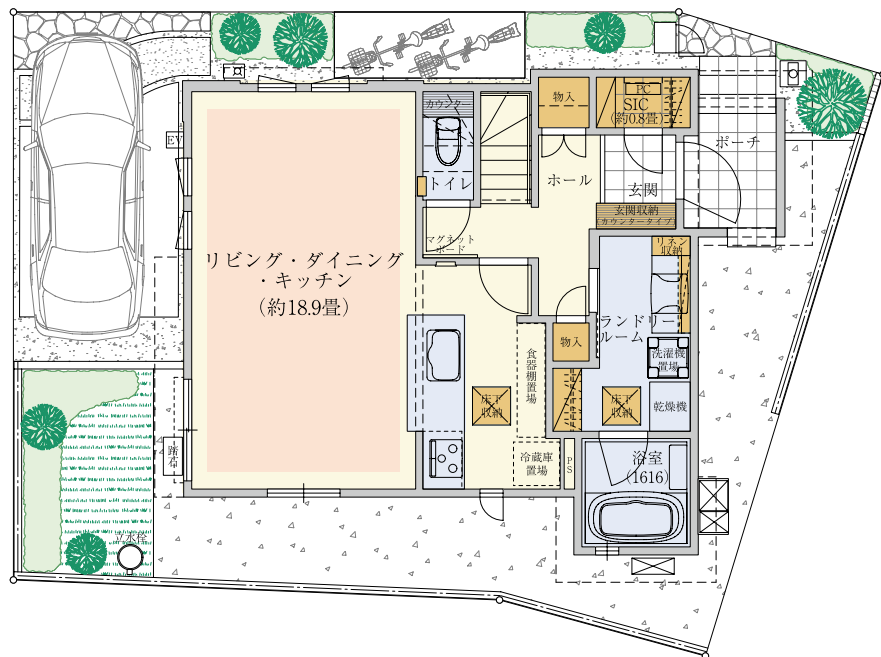 カウンター
物入
PC
SIC
(約0.8畳)
EV
トイレ
ホール
玄関
ポーチ
玄関収納
(カウンタータイプ)
マグネット
ボード
リネン
収納
リビング・ダイニング
・キッチン
(約18.9畳)
ランドリー
ルーム
物入
食器棚置場
洗濯機
置場
床下
収納
床下
収納
乾燥機
踏石
冷蔵庫
置場
PS
浴室
(1616)
立水栓